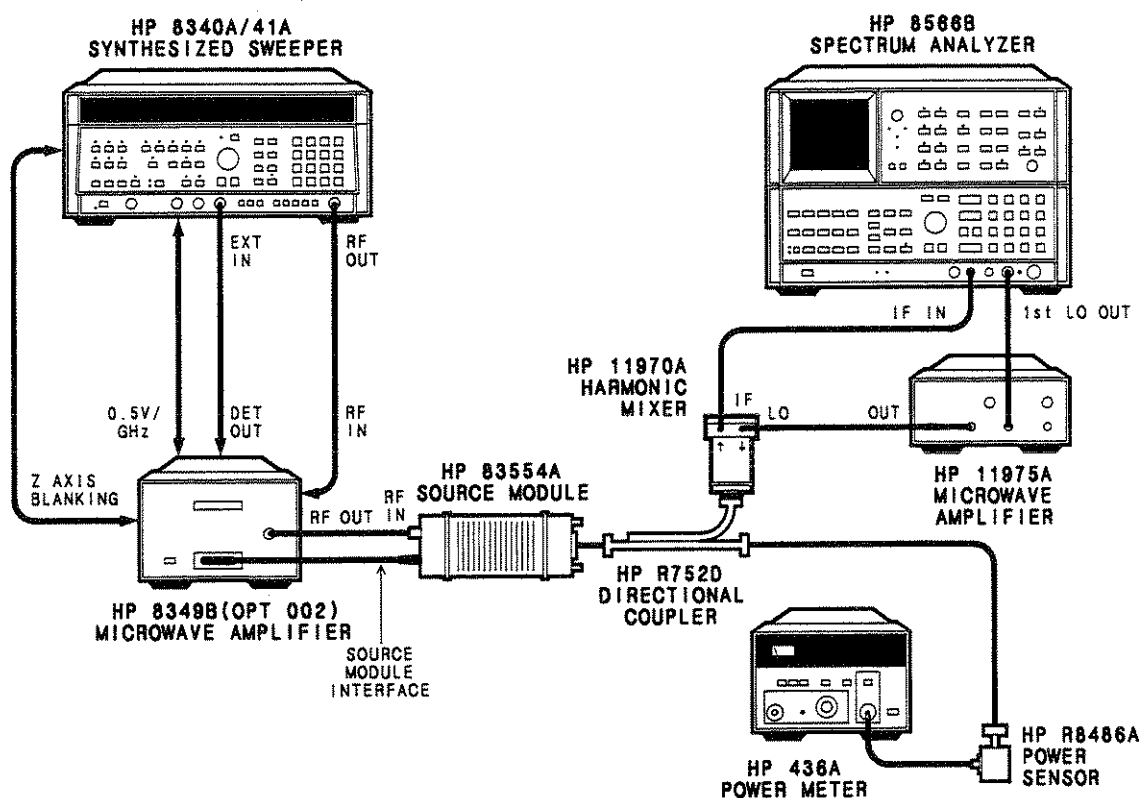 HP 8340A/41A
SYNTHESIZED SWEEPER
HP 8566B
SPECTRUM ANALYZER
EXT
IN
RF
OUT
IF IN
1st LO OUT
HP 11970A
HARMONIC
MIXER
IF
LO
OUT
0.5V/
GHz
DET
OUT
RF
IN
HP 11975A
MICROWAVE
AMPLIFIER
Z AXIS
BLANKING
HP 83554A
SOURCE MODULE
RF OUT
RF
IN
HP R752D
DIRECTIONAL
COUPLER
HP 8349B(OPT 002)
MICROWAVE AMPLIFIER
SOURCE
MODULE
INTERFACE
HP R8486A
POWER
SENSOR
HP 436A
POWER METER